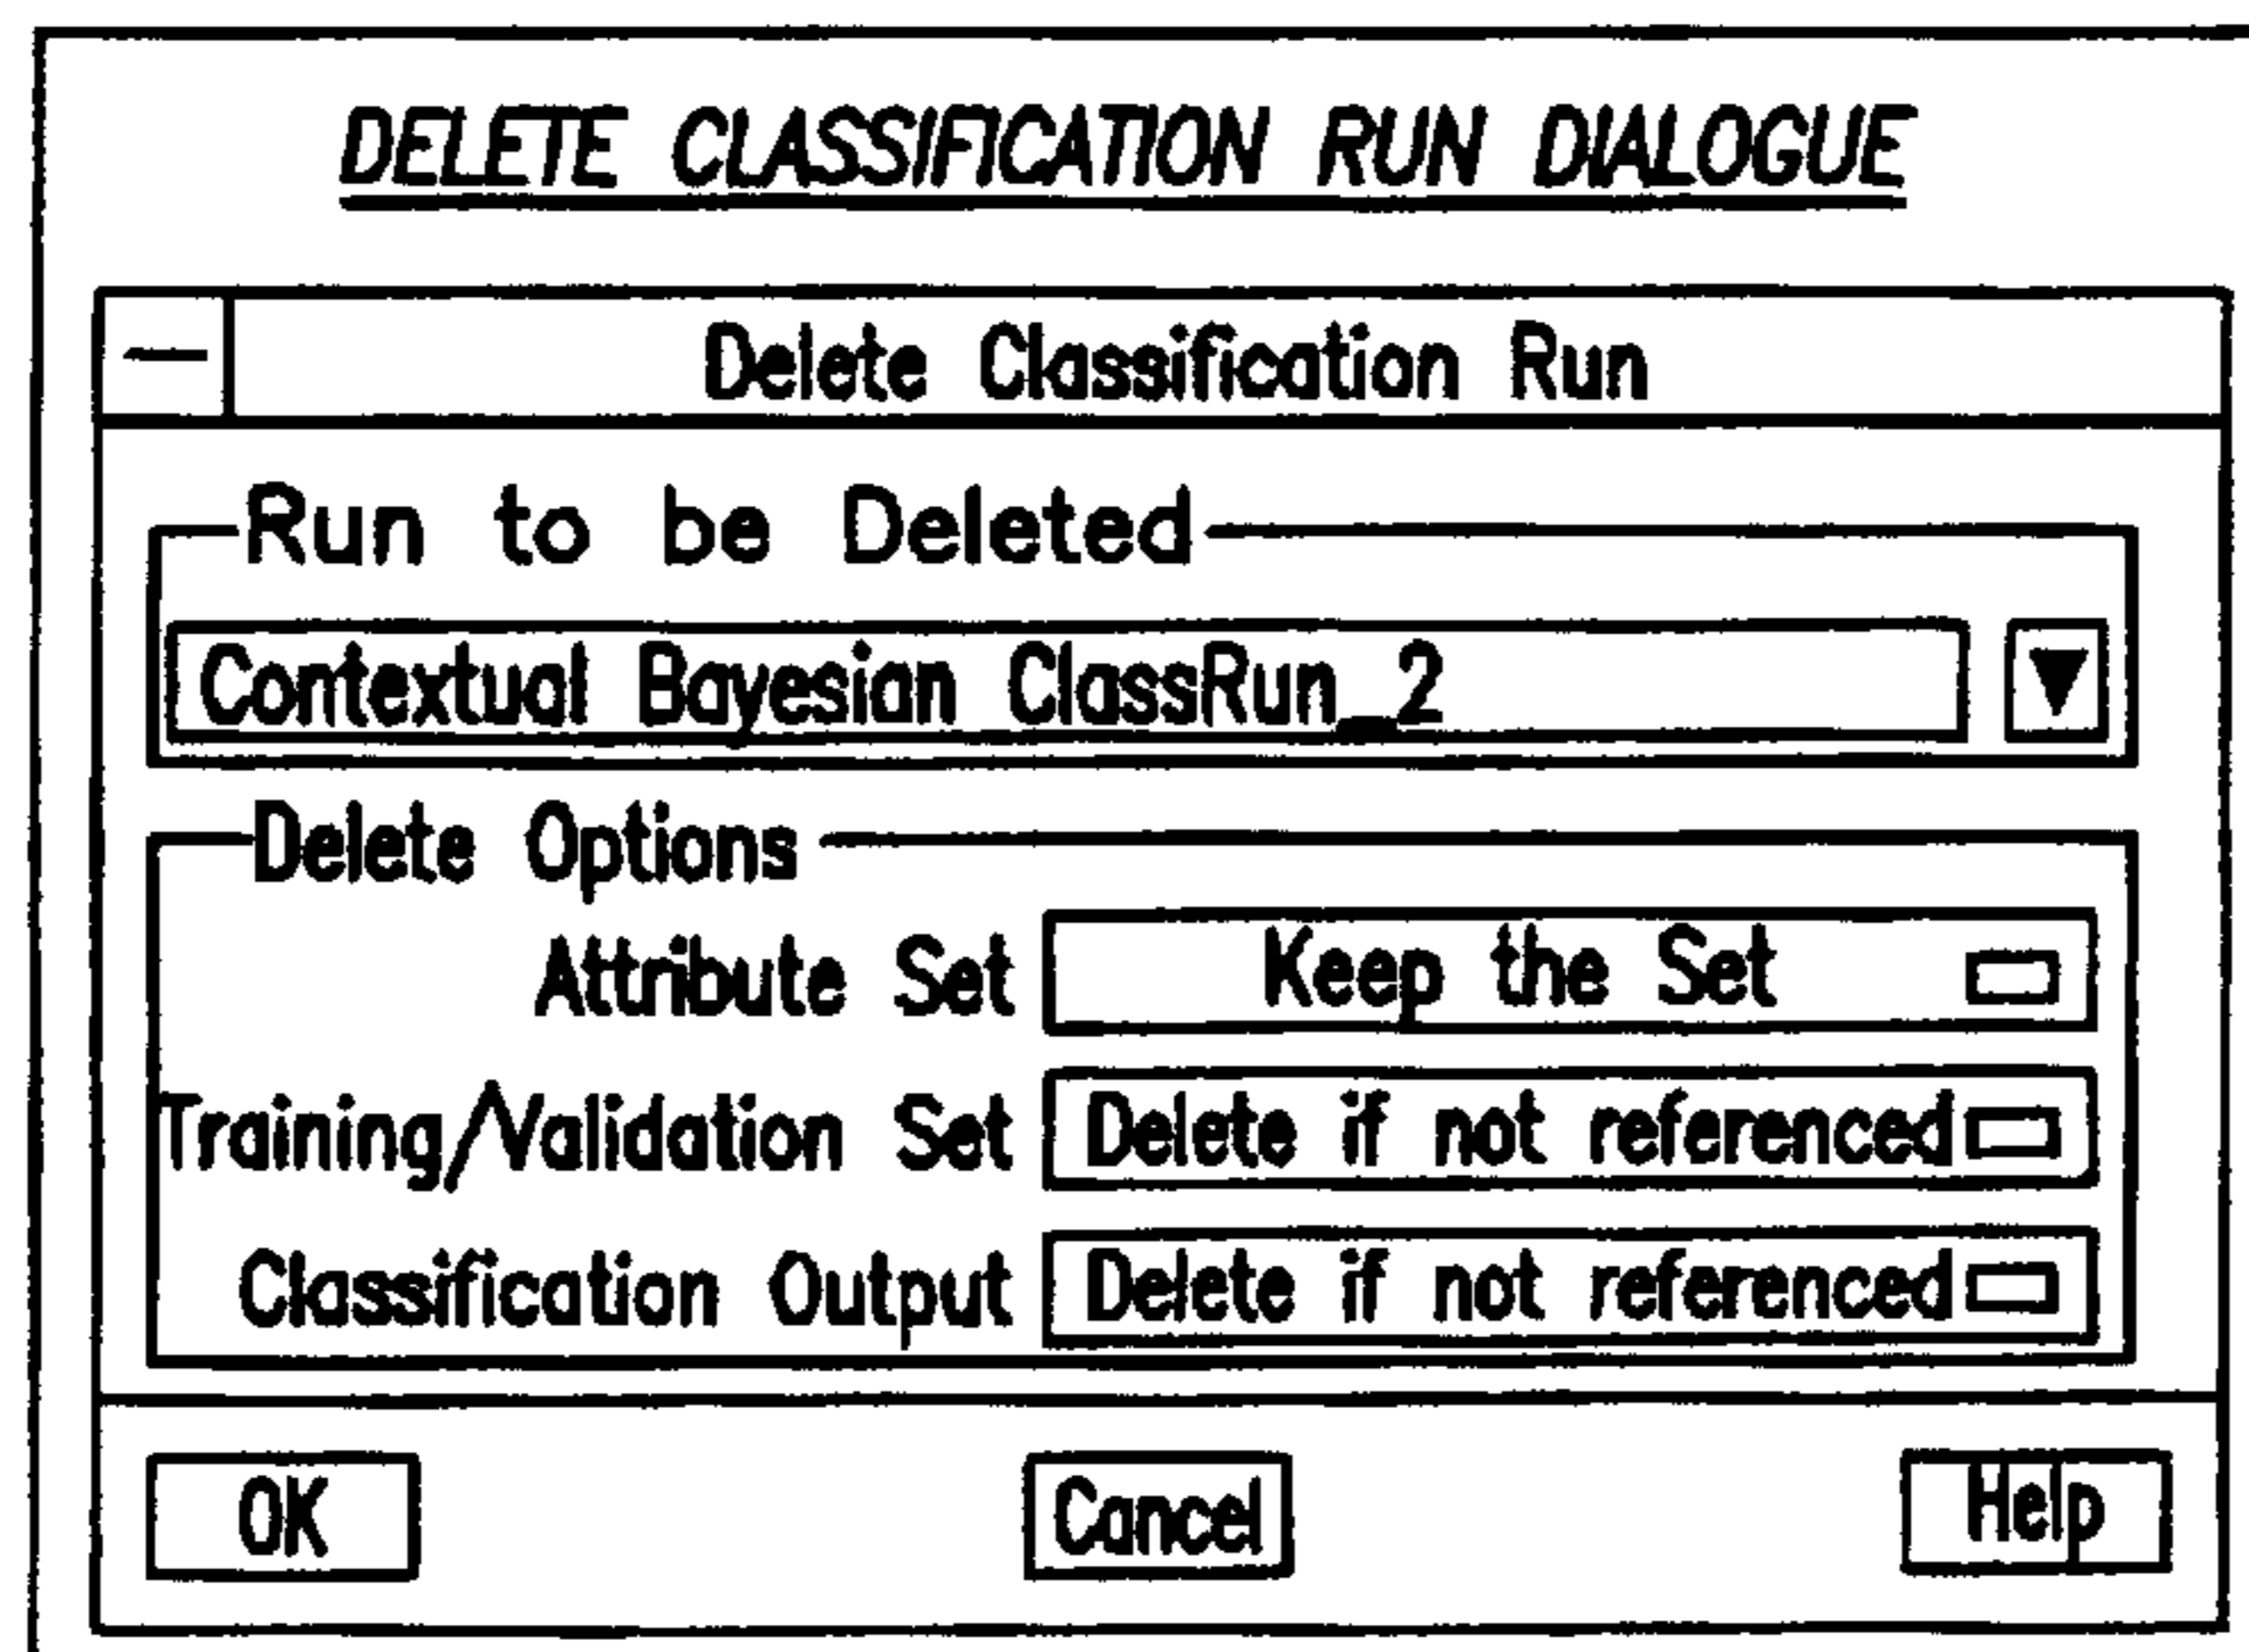 DELETE CLASSIFICATION RUN DIALOGUE
Delete Classification Run
Run to be Deleted
Contextual Bayesian ClassRun_2
Delete Options
Attribute Set Keep the Set
Training/Validation Set Delete if not referenced
Classification Output Delete if not referenced
OK Cancel Help